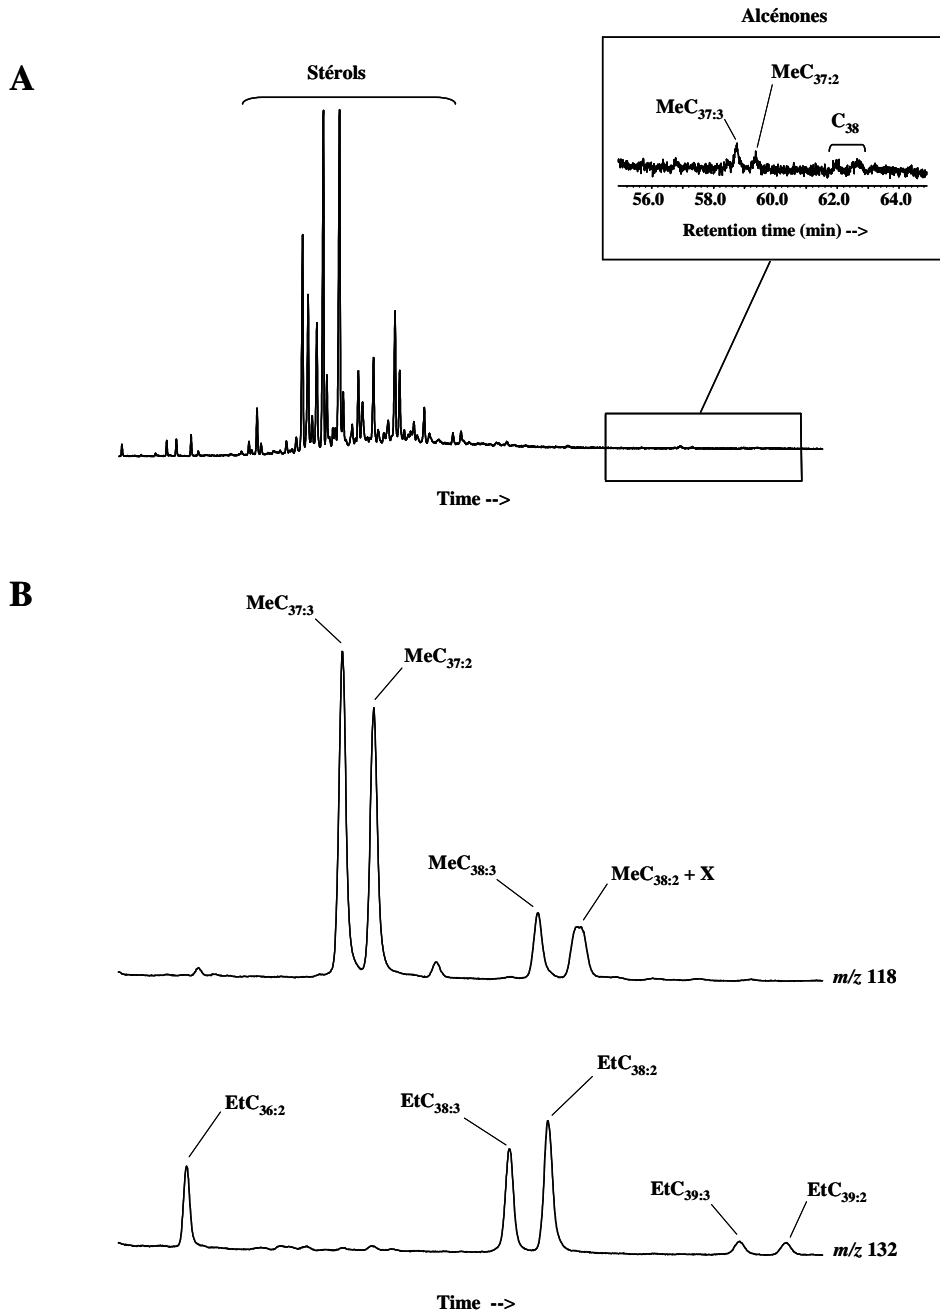 Alcénones
A
Stérols
MeC37:2
MeC37:3
C38
56.0 58.0 60.0 62.0 64.0
Retention time (min) -->
Time -->
B
MeC37:3
MeC37:2
MeC38:3
MeC38:2 + X
m/z 118
EtC38:2
EtC36:2
EtC38:3
EtC39:3
EtC39:2
m/z 132
Time -->